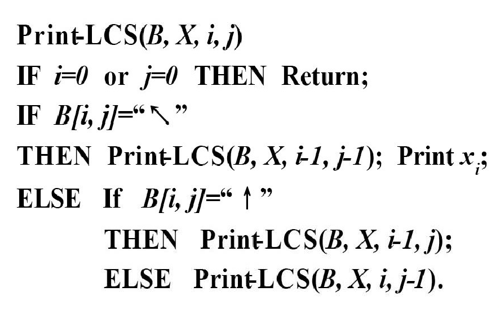 Print-LCS(B, X, i, j)
IF i=0 or j=0 THEN Return;
IF B[i, j]=“↖”
THEN Print-LCS(B, X, i-1, j-1); Print xᵢ;
ELSE If B[i, j]=“↑”
THEN Print-LCS(B, X, i-1, j);
ELSE Print-LCS(B, X, i, j-1).